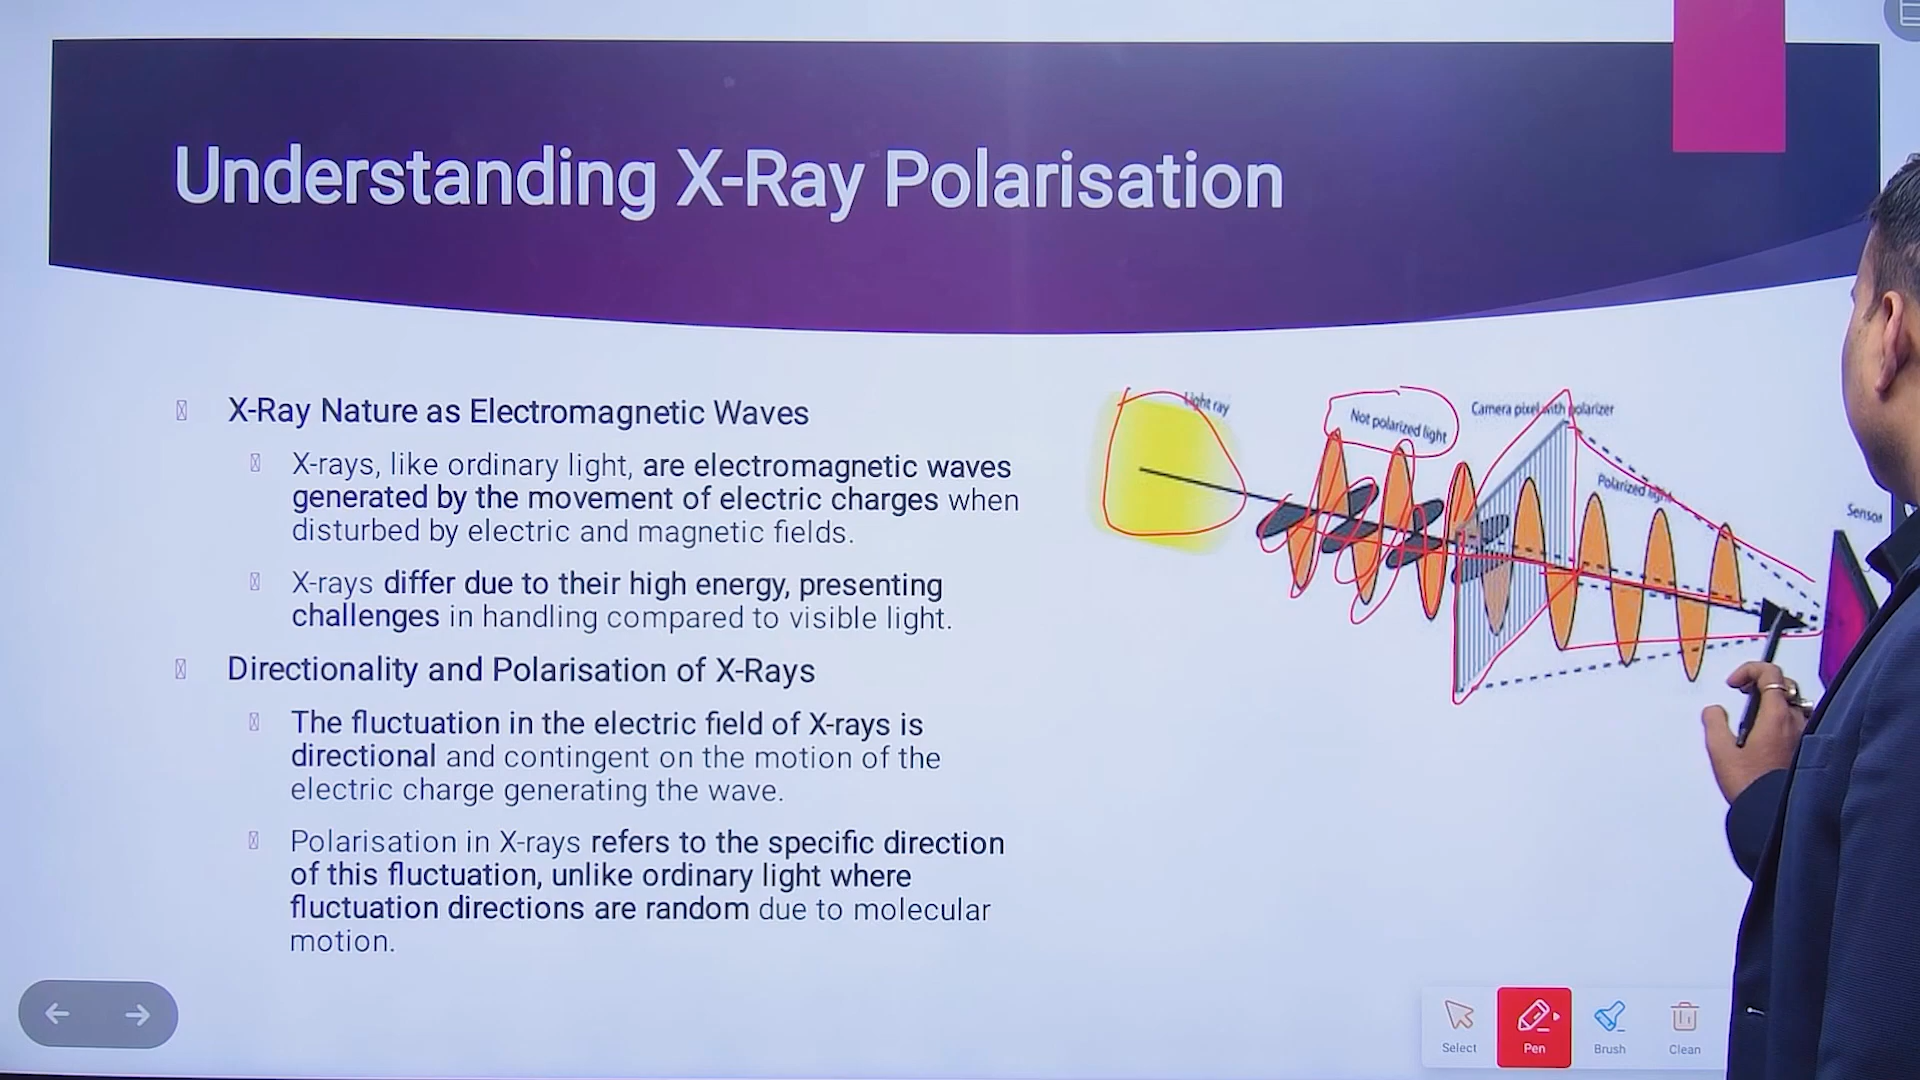 Understanding X-Ray Polarisation
X-Ray Nature as Electromagnetic Waves
X-rays, like ordinary light, are electromagnetic waves
generated by the movement of electric charges when
disturbed by electric and magnetic fields.
X-rays differ due to their high energy, presenting
challenges in handling compared to visible light.
Directionality and Polarisation of X-Rays
The fluctuation in the electric field of X-rays is
directional and contingent on the motion of the
electric charge generating the wave.
Polarisation in X-rays refers to the specific direction
of this fluctuation, unlike ordinary light where
fluctuation directions are random due to molecular
motion.
Light ray
Not polarized light
Camera pixel with polarizer
Polarized light
Sensor
Select
Pen
Brush
Clean